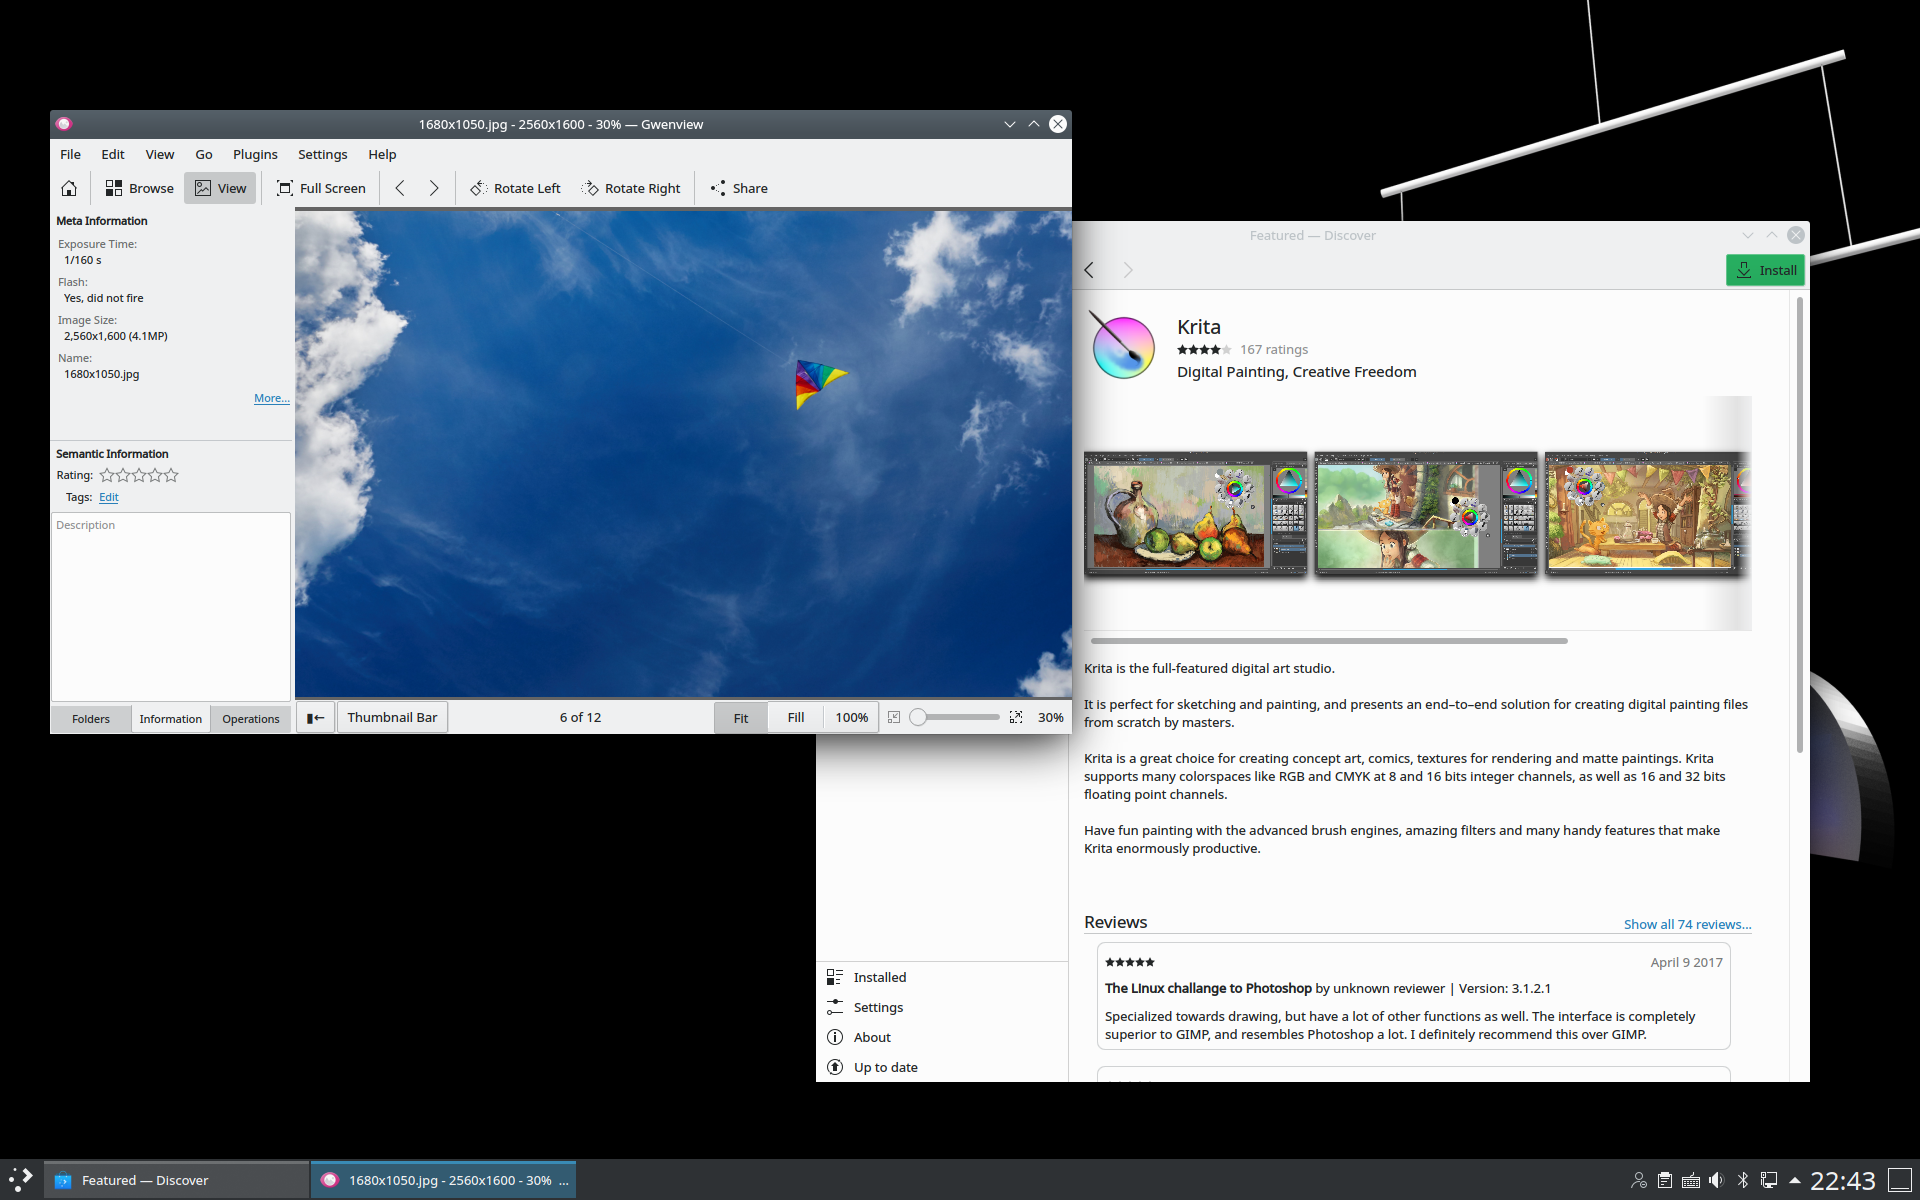 1680x1050.jpg - 2560x1600 - 30% — Gwenview
File Edit View Go Plugins Settings Help
Browse View Full Screen Rotate Left Rotate Right Share
Meta Information
Exposure Time:
1/160 s
Flash:
Yes, did not fire
Image Size:
2,560x1,600 (4.1MP)
Name:
1680x1050.jpg
More...
Semantic Information
Rating:
Tags: Edit
Description
Folders Information Operations
Thumbnail Bar 6 of 12 Fit Fill 100% 30%
Featured — Discover
Install
Krita
167 ratings
Digital Painting, Creative Freedom
Krita is the full-featured digital art studio.
It is perfect for sketching and painting, and presents an end–to–end solution for creating digital painting files
from scratch by masters.
Krita is a great choice for creating concept art, comics, textures for rendering and matte paintings. Krita
supports many colorspaces like RGB and CMYK at 8 and 16 bits integer channels, as well as 16 and 32 bits
floating point channels.
Have fun painting with the advanced brush engines, amazing filters and many handy features that make
Krita enormously productive.
Reviews
Show all 74 reviews...
April 9 2017
The LInux challange to Photoshop by unknown reviewer | Version: 3.1.2.1
Specialized towards drawing, but have a lot of other functions as well. The interface is completely
superior to GIMP, and resembles Photoshop a lot. I definitely recommend this over GIMP.
Installed
Settings
About
Up to date
Featured — Discover
1680x1050.jpg - 2560x1600 - 30% ...
22:43